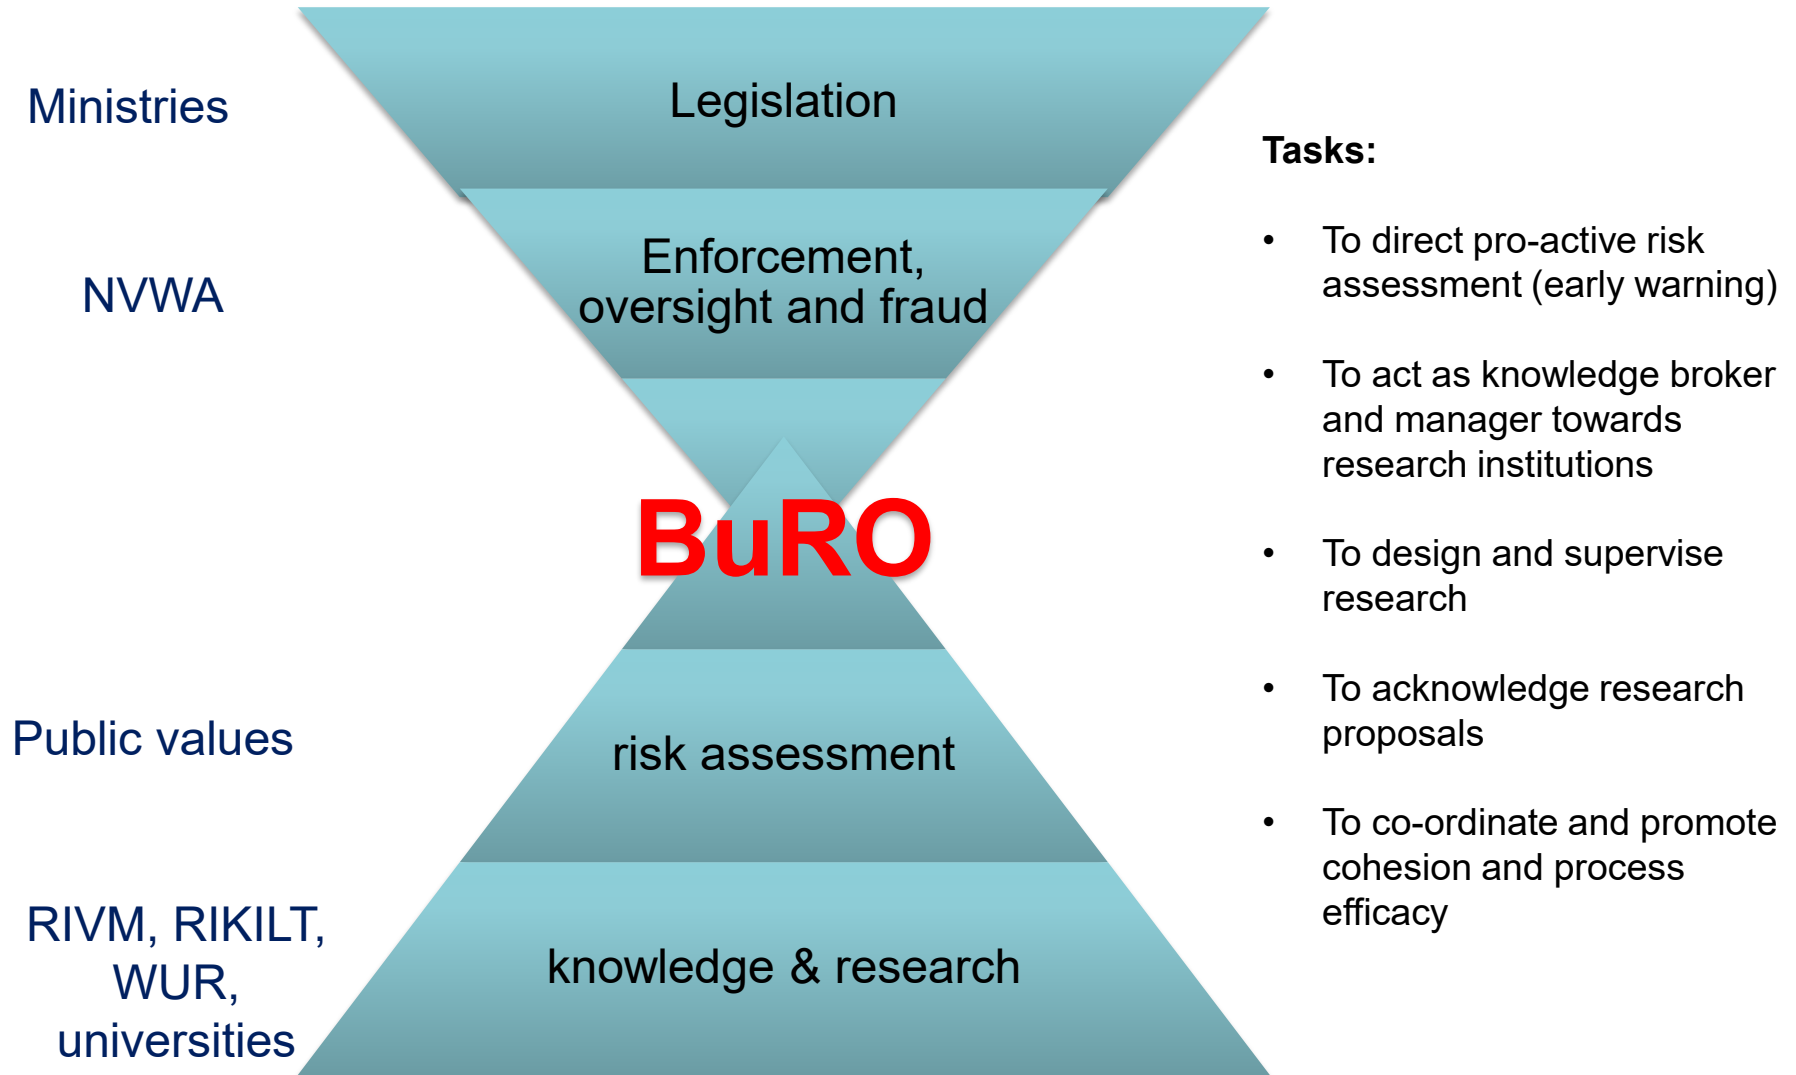 Ministries
Legislation
NVWA
Enforcement,
oversight and fraud
BuRO
Public values
risk assessment
RIVM, RIKILT,
WUR,
universities
knowledge & research
Tasks:
• To direct pro-active risk
assessment (early warning)
• To act as knowledge broker
and manager towards
research institutions
• To design and supervise
research
• To acknowledge research
proposals
• To co-ordinate and promote
cohesion and process
efficacy